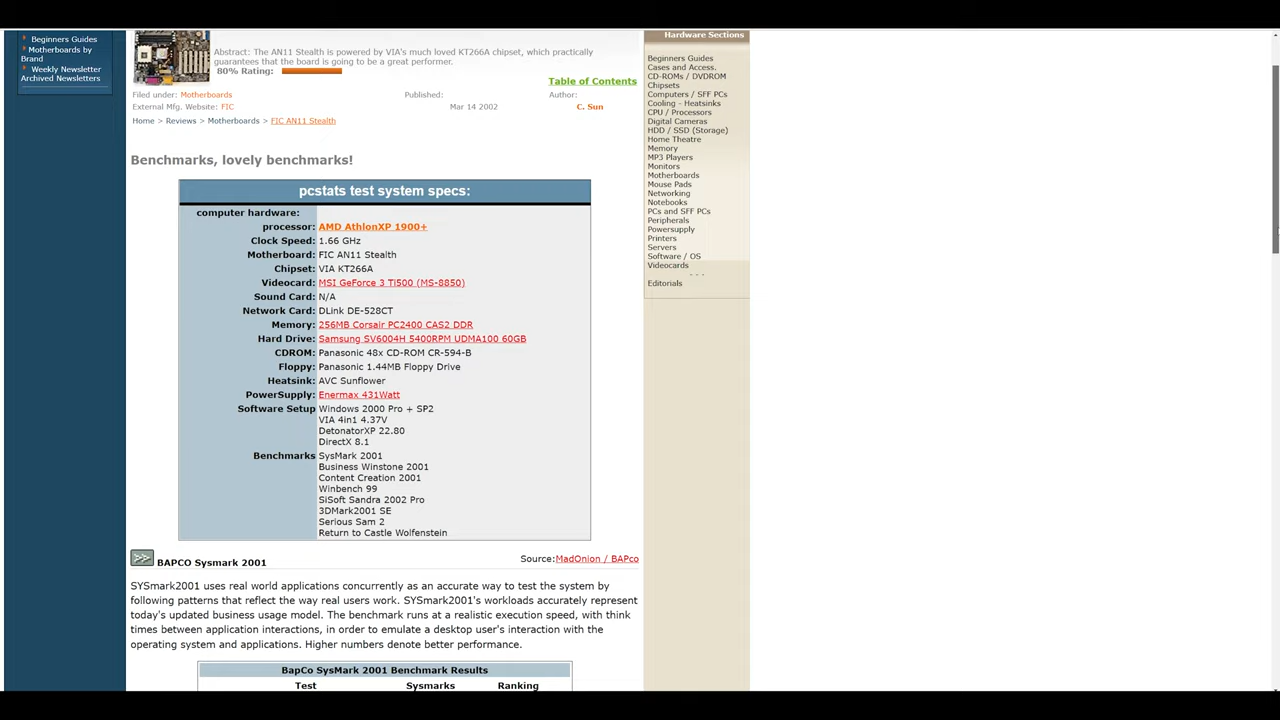 Beginners Guides
Motherboards by
Brand
Weekly Newsletter
Archived Newsletters
Abstract: The AN11 Stealth is powered by VIA's much loved KT266A chipset, which practically
guarantees that the board is going to be a great performer.
80% Rating:
Table of Contents
Filed under: Motherboards Published: Author:
External Mfg. Website: FIC Mar 14 2002 C. Sun
Home > Reviews > Motherboards > FIC AN11 Stealth
Benchmarks, lovely benchmarks!
pcstats test system specs:
computer hardware:
processor: AMD AthlonXP 1900+
Clock Speed: 1.66 GHz
Motherboard: FIC AN11 Stealth
Chipset: VIA KT266A
Videocard: MSI GeForce 3 Ti500 (MS-8850)
Sound Card: N/A
Network Card: DLink DE-528CT
Memory: 256MB Corsair PC2400 CAS2 DDR
Hard Drive: Samsung SV6004H 5400RPM UDMA100 60GB
CDROM: Panasonic 48x CD-ROM CR-594-B
Floppy: Panasonic 1.44MB Floppy Drive
Heatsink: AVC Sunflower
PowerSupply: Enermax 431Watt
Software Setup Windows 2000 Pro + SP2
VIA 4in1 4.37V
DetonatorXP 22.80
DirectX 8.1
Benchmarks SysMark 2001
Business Winstone 2001
Content Creation 2001
Winbench 99
SiSoft Sandra 2002 Pro
3DMark2001 SE
Serious Sam 2
Return to Castle Wolfenstein
BAPCO Sysmark 2001 Source:MadOnion / BAPco
SYSmark2001 uses real world applications concurrently as an accurate way to test the system by
following patterns that reflect the way real users work. SYSmark2001's workloads accurately represent
today's updated business usage model. The benchmark runs at a realistic execution speed, with think
times between application interactions, in order to emulate a desktop user's interaction with the
operating system and applications. Higher numbers denote better performance.
BapCo SysMark 2001 Benchmark Results
Test Sysmarks Ranking
Hardware Sections
Beginners Guides
Cases and Access.
CD-ROMs / DVDROM
Chipsets
Computers / SFF PCs
Cooling - Heatsinks
CPU / Processors
Digital Cameras
HDD / SSD (Storage)
Home Theatre
Memory
MP3 Players
Monitors
Motherboards
Mouse Pads
Networking
Notebooks
PCs and SFF PCs
Peripherals
Powersupply
Printers
Servers
Software / OS
Videocards
- - -
Editorials